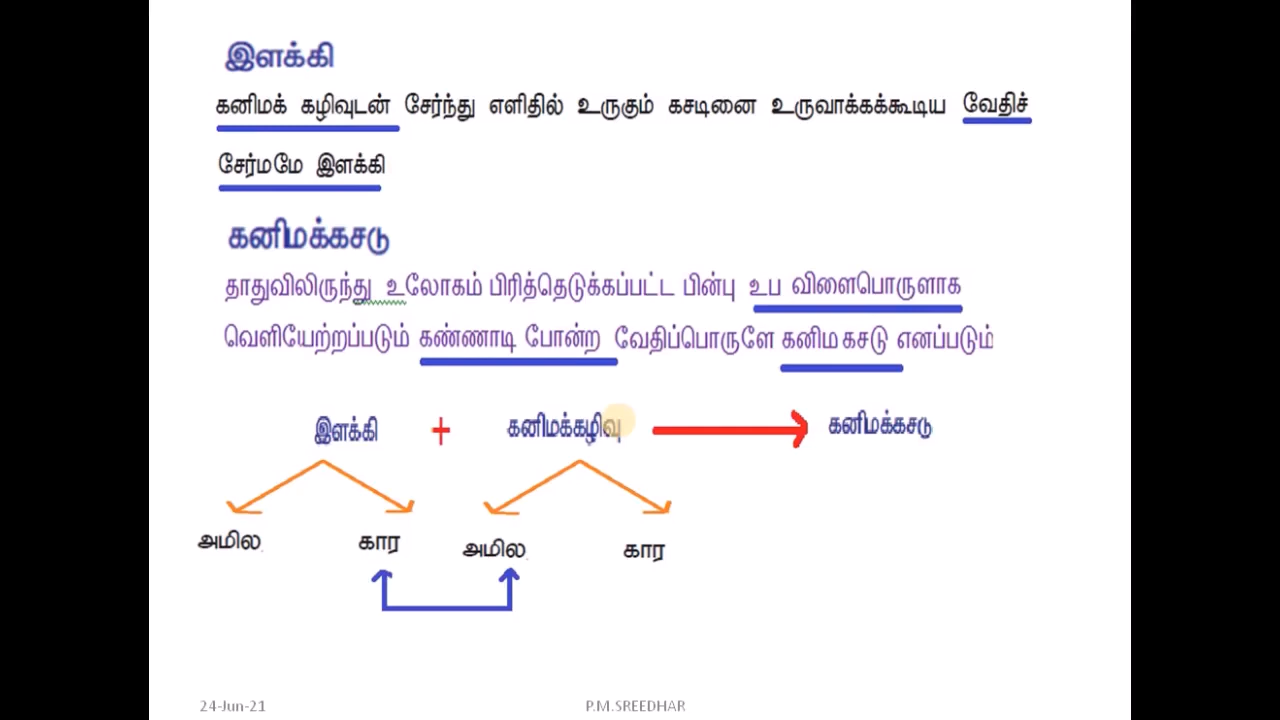 இளக்கி
கனிமக் கழிவுடன் சேர்ந்து எளிதில் உருகும் கசடினை உருவாக்கக்கூடிய வேதிச்
சேர்மமே இளக்கி
கனிமக்கசடு
தாதுவிலிருந்து உலோகம் பிரித்தெடுக்கப்பட்ட பின்பு உப விளைபொருளாக
வெளியேற்றப்படும் கண்ணாடி போன்ற வேதிப்பொருளே கனிம கசடு எனப்படும்
இளக்கி + கனிமக்கழிவு கனிமக்கசடு
அமில கார அமில கார
24-Jun-21 P.M.SREEDHAR